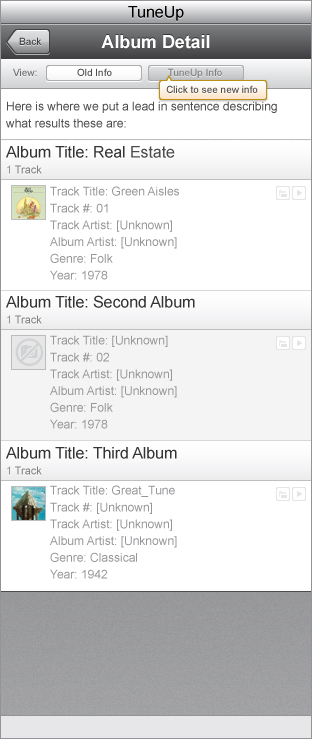 TuneUp
Back
Album Detail
View:
Old Info
TuneUp Info
Click to see new info
Here is where we put a lead in sentence describing
what results these are:
Album Title: Real Estate
1 Track
Track Title: Green Aisles
Track #: 01
Track Artist: [Unknown]
Album Artist: [Unknown]
Genre: Folk
Year: 1978
Album Title: Second Album
1 Track
Track Title: [Unknown]
Track #: 02
Track Artist: [Unknown]
Album Artist: [Unknown]
Genre: Folk
Year: 1978
Album Title: Third Album
1 Track
Track Title: Great_Tune
Track #: [Unknown]
Track Artist: [Unknown]
Album Artist: [Unknown]
Genre: Classical
Year: 1942